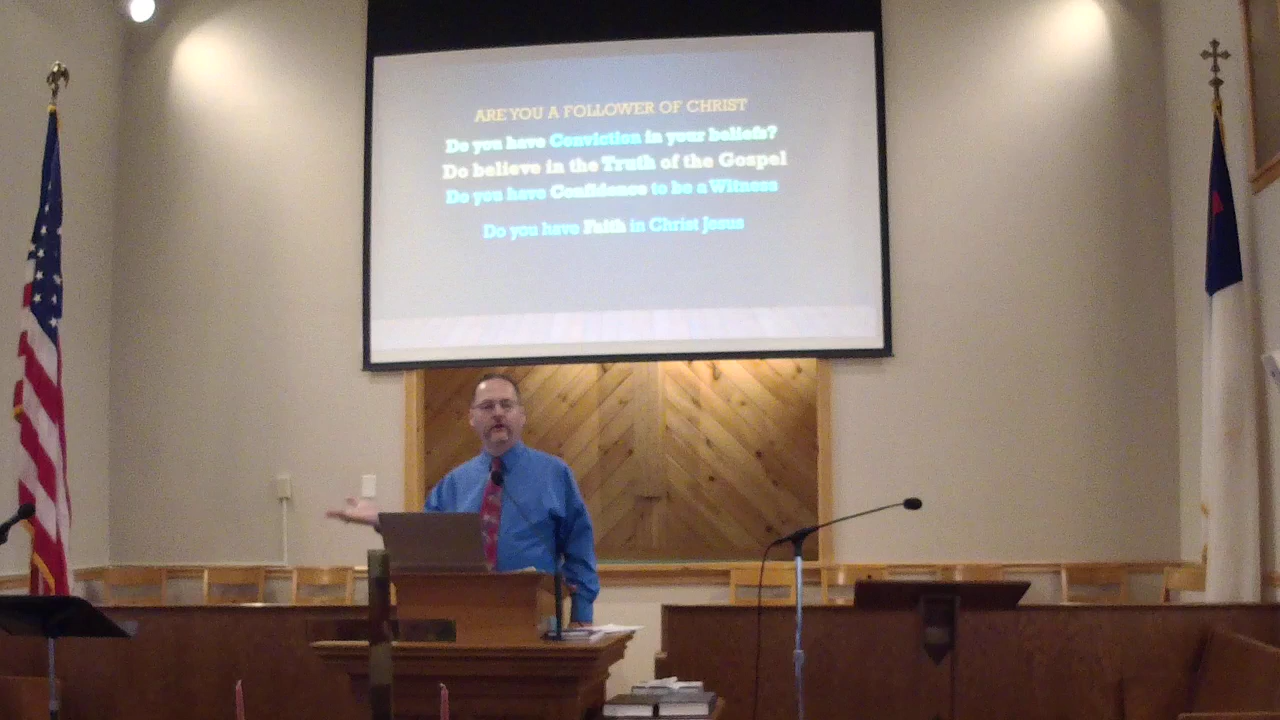 ARE YOU A FOLLOWER OF CHRIST
Do you have Conviction in your beliefs?
Do believe in the Truth of the Gospel
Do you have Confidence to be a Witness
Do you have Faith in Christ Jesus